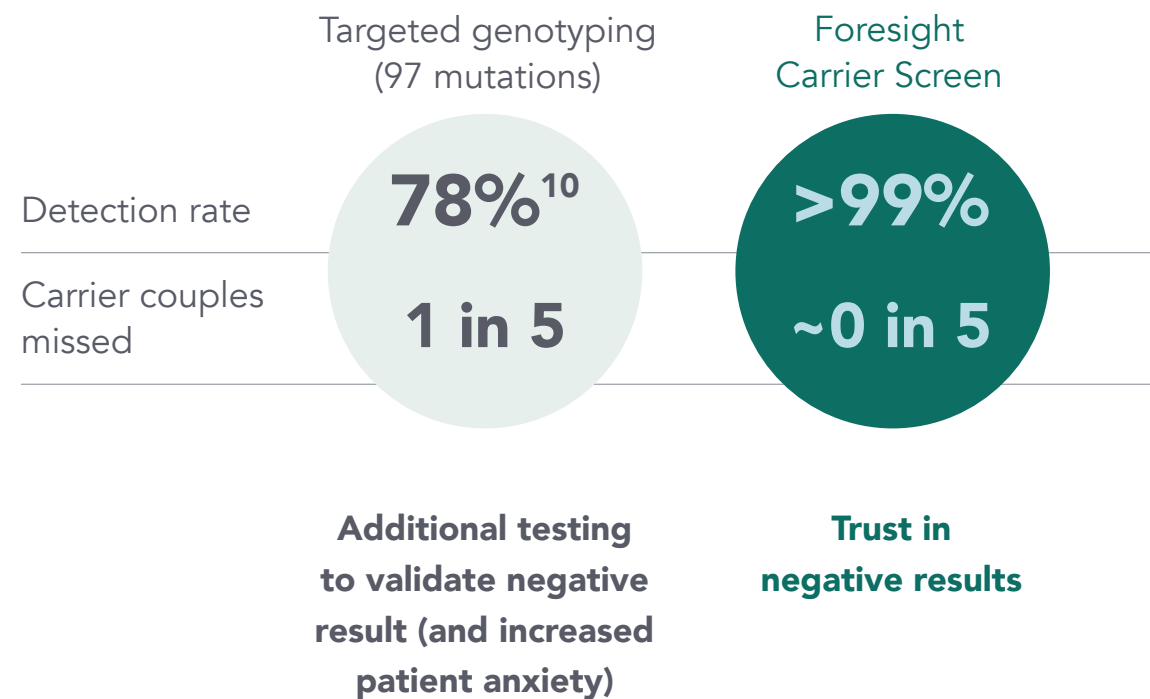 Targeted genotyping
(97 mutations)
Foresight
Carrier Screen
Detection rate
78%10
>99%
Carrier couples
missed
1 in 5
~0 in 5
Additional testing
to validate negative
result (and increased
patient anxiety)
Trust in
negative results